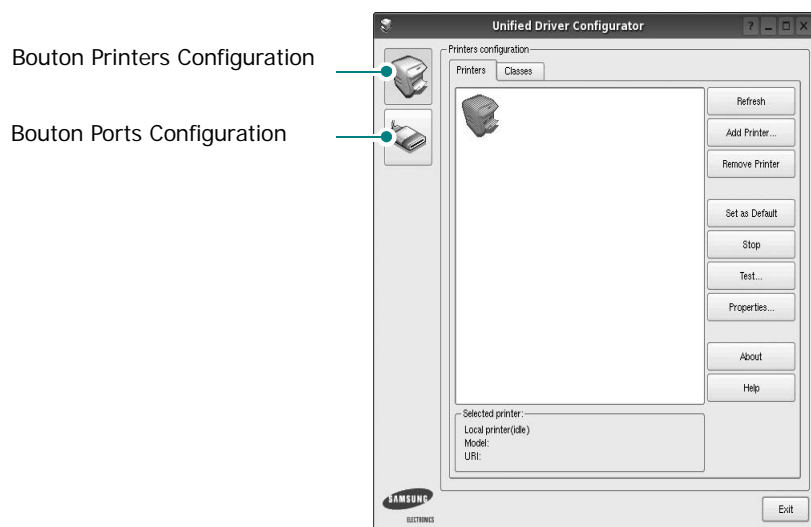 Unified Driver Configurator
?
Bouton Printers Configuration
Bouton Ports Configuration
Printers configuration
Printers
Classes
Refresh
Add Printer...
Remove Printer
Set as Default
Stop
Test...
Properties...
About
Help
Selected printer:
Local printer(idle)
Model:
URI:
SAMSUNG
ELECTRONICS
Exit